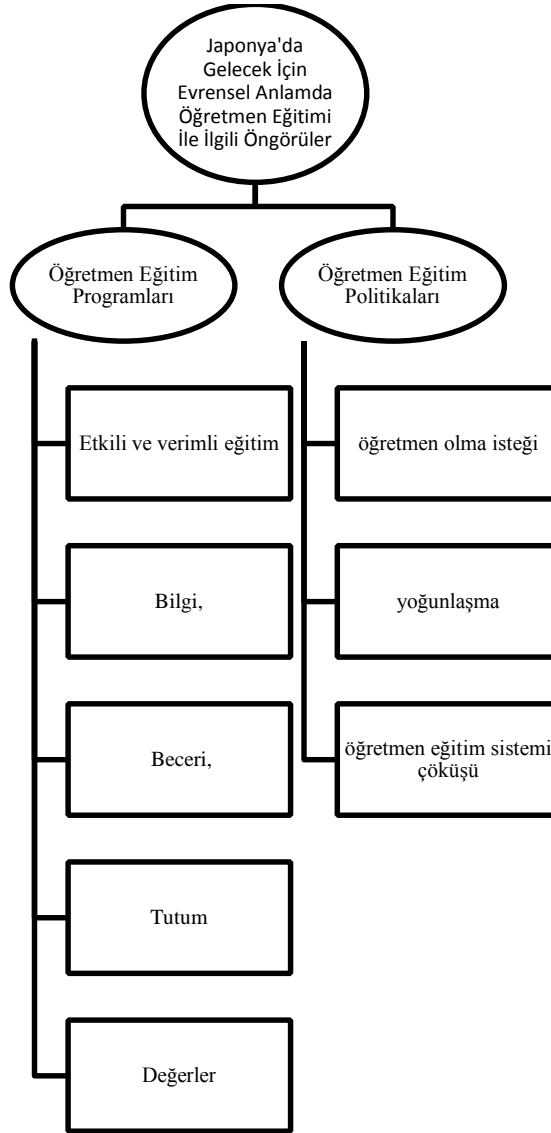 Japonya'da
Gelecek İçin
Evrensel Anlamda
Öğretmen Eğitimi
İle İlgili Öngörüler
Öğretmen Eğitim
Programları
Etkili ve verimli eğitim
Bilgi,
Beceri,
Tutum
Değerler
Öğretmen Eğitim
Politikaları
öğretmen olma isteği
yoğunlaşma
öğretmen eğitim sistemi
çöküşü